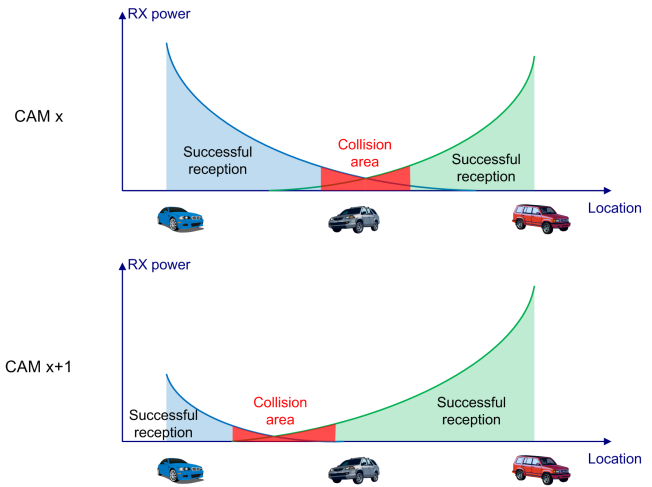 RX power
CAM x
Successful
reception
Collision
area
Successful
reception
Location
RX power
CAM x+1
Successful
reception
Collision
area
Successful
reception
Location